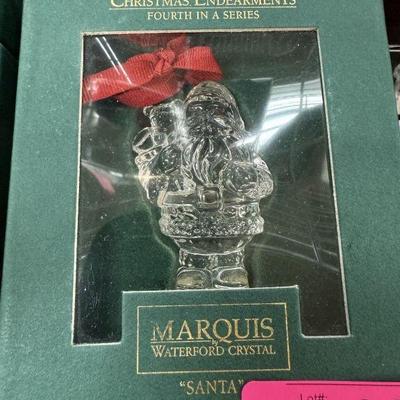 CHRISTMAS ENDEARMENTS
FOURTH IN A SERIES
MARQUIS
by
WATERFORD CRYSTAL
"SANTA"
Lot#: